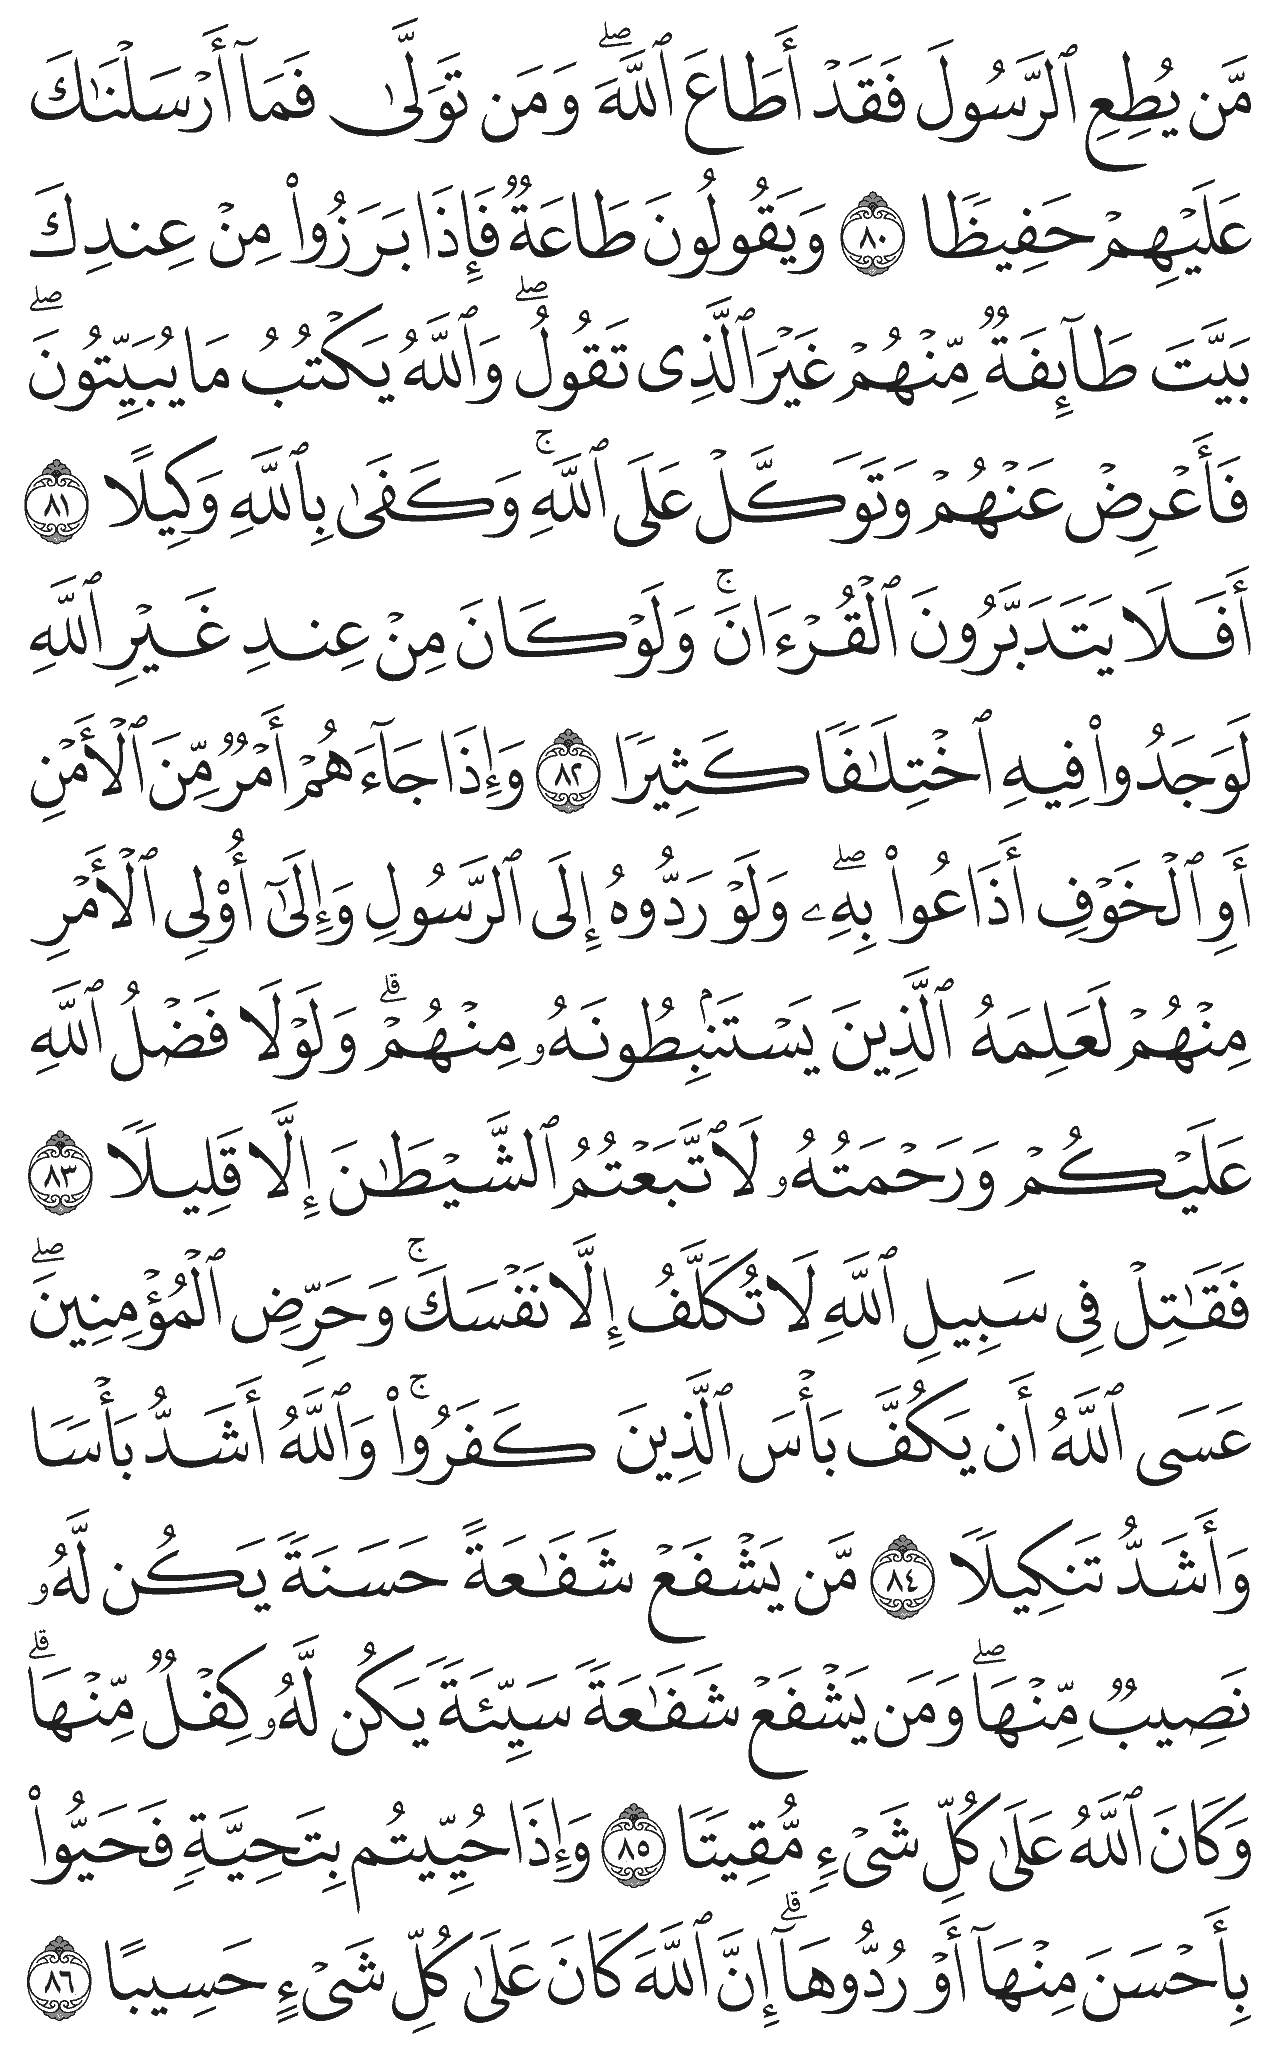 مَّن يُطِعِ ٱلرَّسُولَ فَقَدْ أَطَاعَ ٱللَّهَ ۖ وَمَن تَوَلَّىٰ فَمَآ أَرْسَلْنَٰكَ
عَلَيْهِمْ حَفِيظًا ٨٠ وَيَقُولُونَ طَاعَةٌ فَإِذَا بَرَزُوا۟ مِنْ عِندِكَ
بَيَّتَ طَآئِفَةٌ مِّنْهُمْ غَيْرَ ٱلَّذِى تَقُولُ ۖ وَٱللَّهُ يَكْتُبُ مَا يُبَيِّتُونَ ۖ
فَأَعْرِضْ عَنْهُمْ وَتَوَكَّلْ عَلَى ٱللَّهِ ۚ وَكَفَىٰ بِٱللَّهِ وَكِيلًا ٨١
أَفَلَا يَتَدَبَّرُونَ ٱلْقُرْءَانَ ۚ وَلَوْ كَانَ مِنْ عِندِ غَيْرِ ٱللَّهِ
لَوَجَدُوا۟ فِيهِ ٱخْتِلَٰفًا كَثِيرًا ٨٢ وَإِذَا جَآءَهُمْ أَمْرٌ مِّنَ ٱلْأَمْنِ
أَوِ ٱلْخَوْفِ أَذَاعُوا۟ بِهِۦ ۖ وَلَوْ رَدُّوهُ إِلَى ٱلرَّسُولِ وَإِلَىٰٓ أُو۟لِى ٱلْأَمْرِ
مِنْهُمْ لَعَلِمَهُ ٱلَّذِينَ يَسْتَنۢبِطُونَهُۥ مِنْهُمْ ۗ وَلَوْلَا فَضْلُ ٱللَّهِ
عَلَيْكُمْ وَرَحْمَتُهُۥ لَٱتَّبَعْتُمُ ٱلشَّيْطَٰنَ إِلَّا قَلِيلًا ٨٣
فَقَٰتِلْ فِى سَبِيلِ ٱللَّهِ لَا تُكَلَّفُ إِلَّا نَفْسَكَ ۚ وَحَرِّضِ ٱلْمُؤْمِنِينَ ۖ
عَسَى ٱللَّهُ أَن يَكُفَّ بَأْسَ ٱلَّذِينَ كَفَرُوا۟ ۚ وَٱللَّهُ أَشَدُّ بَأْسًا
وَأَشَدُّ تَنكِيلًا ٨٤ مَّن يَشْفَعْ شَفَٰعَةً حَسَنَةً يَكُن لَّهُۥ
نَصِيبٌ مِّنْهَا ۖ وَمَن يَشْفَعْ شَفَٰعَةً سَيِّئَةً يَكُن لَّهُۥ كِفْلٌ مِّنْهَا ۗ
وَكَانَ ٱللَّهُ عَلَىٰ كُلِّ شَىْءٍ مُّقِيتًا ٨٥ وَإِذَا حُيِّيتُم بِتَحِيَّةٍ فَحَيُّوا۟
بِأَحْسَنَ مِنْهَآ أَوْ رُدُّوهَآ ۗ إِنَّ ٱللَّهَ كَانَ عَلَىٰ كُلِّ شَىْءٍ حَسِيبًا ٨٦